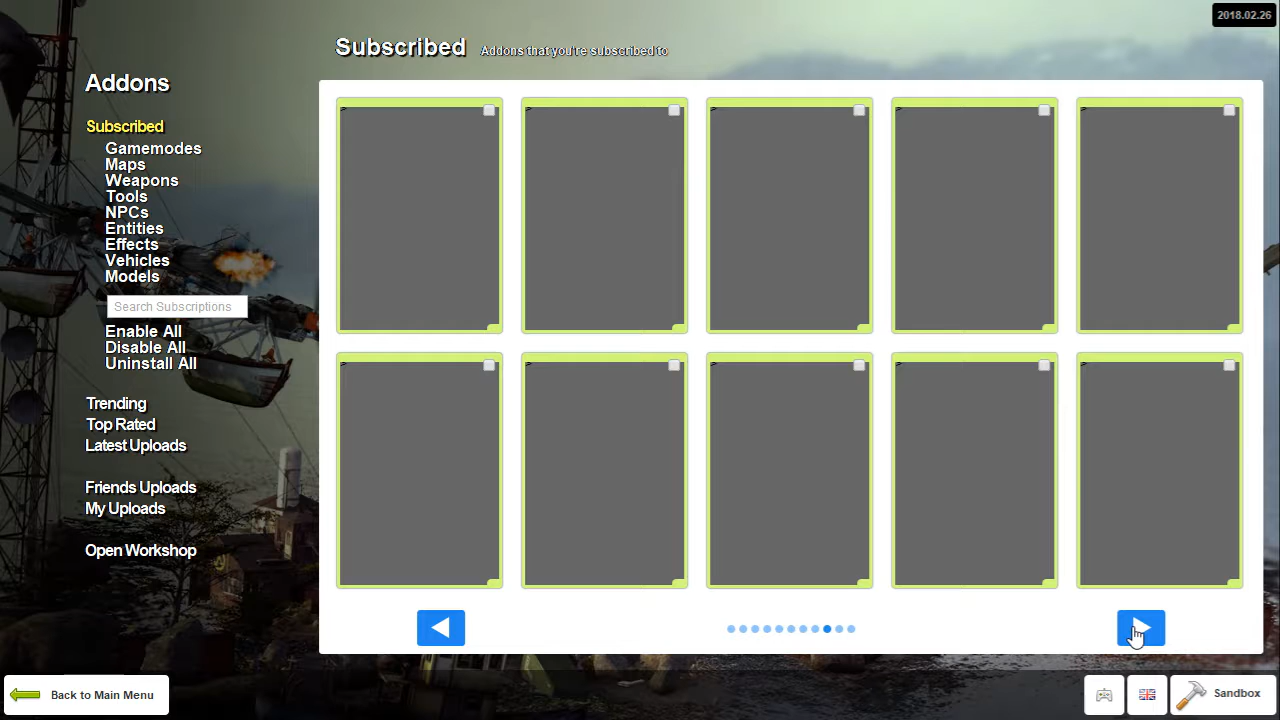 2018.02.26
Subscribed Addons that you're subscribed to
Addons
Subscribed
Gamemodes
Maps
Weapons
Tools
NPCs
Entities
Effects
Vehicles
Models
Search Subscriptions
Enable All
Disable All
Uninstall All
Trending
Top Rated
Latest Uploads
Friends Uploads
My Uploads
Open Workshop
Back to Main Menu
Sandbox